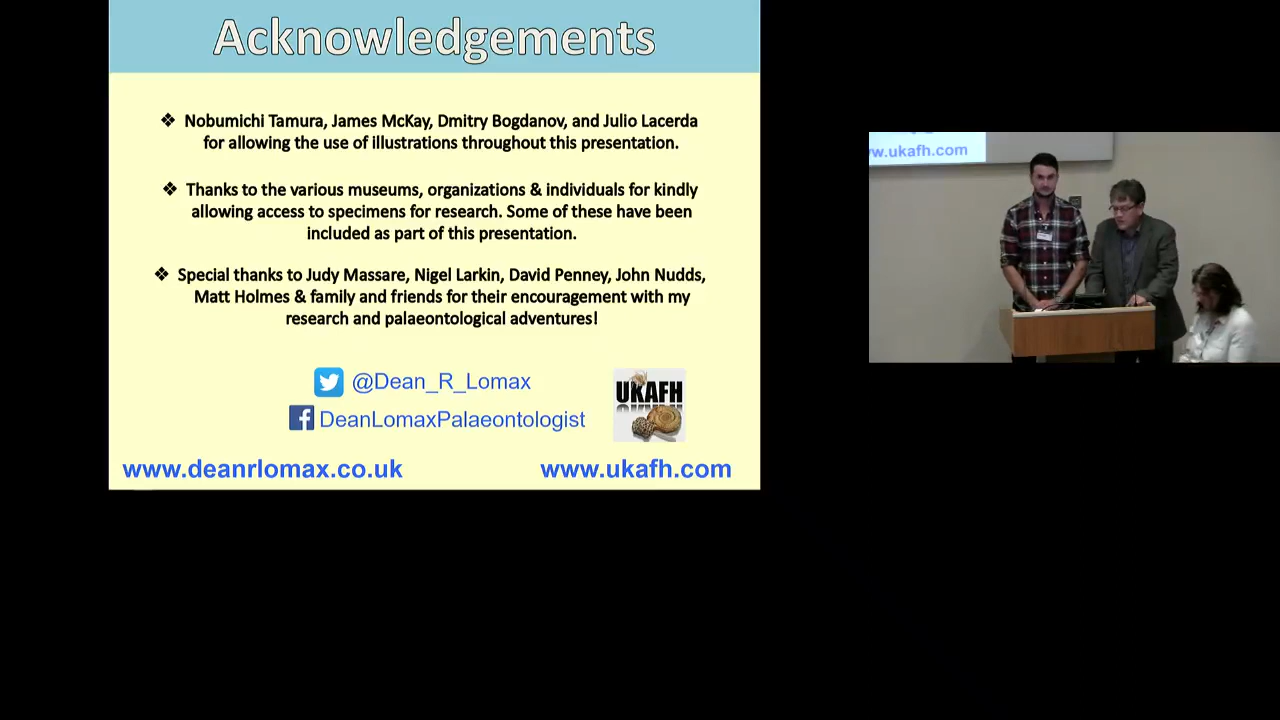 Acknowledgements
❖ Nobumichi Tamura, James McKay, Dmitry Bogdanov, and Julio Lacerda
for allowing the use of illustrations throughout this presentation.
❖ Thanks to the various museums, organizations & individuals for kindly
allowing access to specimens for research. Some of these have been
included as part of this presentation.
❖ Special thanks to Judy Massare, Nigel Larkin, David Penney, John Nudds,
Matt Holmes & family and friends for their encouragement with my
research and palaeontological adventures!
@Dean_R_Lomax
DeanLomaxPalaeontologist
UKAFH
www.deanrlomax.co.uk
www.ukafh.com
w.ukafh.com